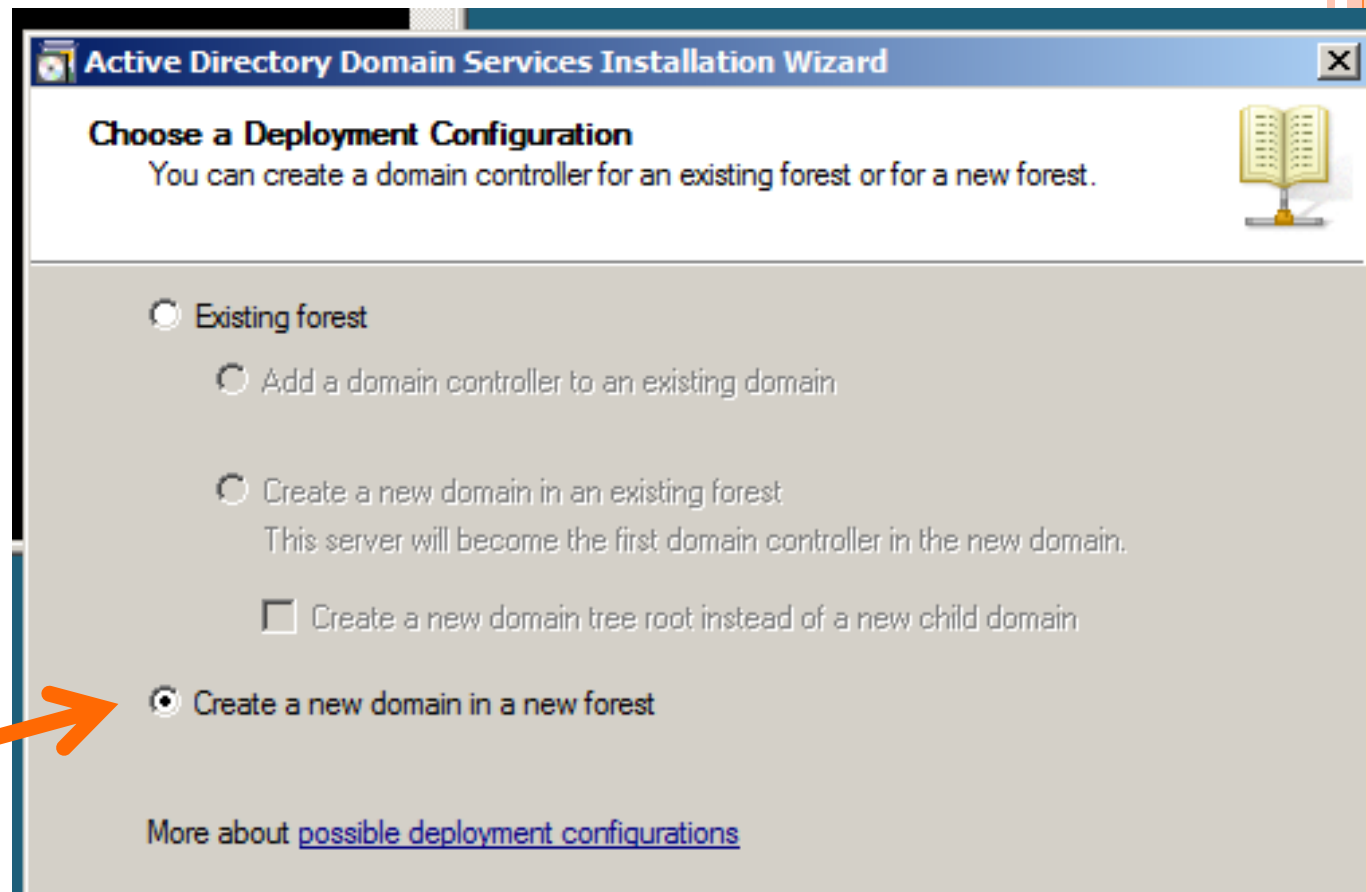 Active Directory Domain Services Installation Wizard
Choose a Deployment Configuration
You can create a domain controller for an existing forest or for a new forest.
Existing forest
Add a domain controller to an existing domain
Create a new domain in an existing forest
This server will become the first domain controller in the new domain.
Create a new domain tree root instead of a new child domain
Create a new domain in a new forest
More about possible deployment configurations